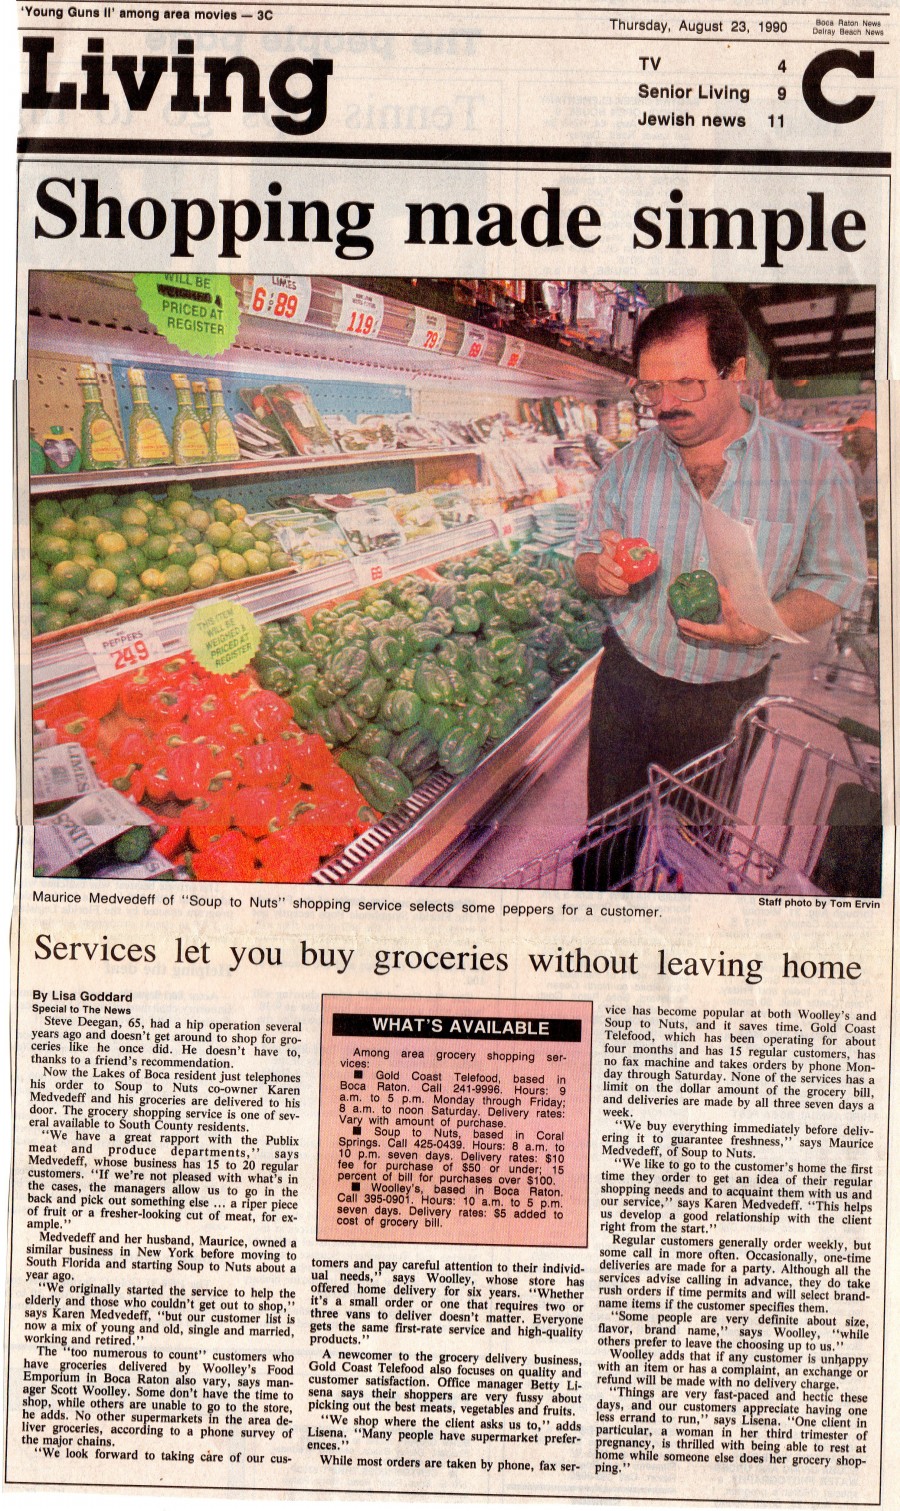 'Young Guns II' among area movies — 3C
Thursday, August 23, 1990
Boca Raton News
Delray Beach News
Living
TV 4
Senior Living 9
Jewish news 11
C
Shopping made simple
WILL BE
PRICED AT
REGISTER
LIMES
6:89
119
79
89
PEPPERS
249
THIS ITEM
WILL BE
WEIGHED &
PRICED AT
REGISTER
LIMES
LIMES
Maurice Medvedeff of "Soup to Nuts" shopping service selects some peppers for a customer.
Staff photo by Tom Ervin
Services let you buy groceries without leaving home
By Lisa Goddard
Special to The News
Steve Deegan, 65, had a hip operation several
years ago and doesn't get around to shop for gro-
ceries like he once did. He doesn't have to,
thanks to a friend's recommendation.
Now the Lakes of Boca resident just telephones
his order to Soup to Nuts co-owner Karen
Medvedeff and his groceries are delivered to his
door. The grocery shopping service is one of sev-
eral available to South County residents.
"We have a great rapport with the Publix
meat and produce departments," says
Medvedeff, whose business has 15 to 20 regular
customers. "If we're not pleased with what's in
the cases, the managers allow us to go in the
back and pick out something else ... a riper piece
of fruit or a fresher-looking cut of meat, for ex-
ample."
Medvedeff and her husband, Maurice, owned a
similar business in New York before moving to
South Florida and starting Soup to Nuts about a
year ago.
"We originally started the service to help the
elderly and those who couldn't get out to shop,"
says Karen Medvedeff, "but our customer list is
now a mix of young and old, single and married,
working and retired."
The "too numerous to count" customers who
have groceries delivered by Woolley's Food
Emporium in Boca Raton also vary, says man-
ager Scott Woolley. Some don't have the time to
shop, while others are unable to go to the store,
he adds. No other supermarkets in the area de-
liver groceries, according to a phone survey of
the major chains.
"We look forward to taking care of our cus-
WHAT'S AVAILABLE
Among area grocery shopping ser-
vices:
■ Gold Coast Telefood, based in
Boca Raton. Call 241-9996. Hours: 9
a.m. to 5 p.m. Monday through Friday;
8 a.m. to noon Saturday. Delivery rates:
Vary with amount of purchase.
■ Soup to Nuts, based in Coral
Springs. Call 425-0439. Hours: 8 a.m. to
10 p.m. seven days. Delivery rates: $10
fee for purchase of $50 or under; 15
percent of bill for purchases over $100.
■ Woolley's, based in Boca Raton.
Call 395-0901. Hours: 10 a.m. to 5 p.m.
seven days. Delivery rates: $5 added to
cost of grocery bill.
tomers and pay careful attention to their individ-
ual needs," says Woolley, whose store has
offered home delivery for six years. "Whether
it's a small order or one that requires two or
three vans to deliver doesn't matter. Everyone
gets the same first-rate service and high-quality
products."
A newcomer to the grocery delivery business,
Gold Coast Telefood also focuses on quality and
customer satisfaction. Office manager Betty Li-
sena says their shoppers are very fussy about
picking out the best meats, vegetables and fruits.
"We shop where the client asks us to," adds
Lisena. "Many people have supermarket prefer-
ences."
While most orders are taken by phone, fax ser-
vice has become popular at both Woolley's and
Soup to Nuts, and it saves time. Gold Coast
Telefood, which has been operating for about
four months and has 15 regular customers, has
no fax machine and takes orders by phone Mon-
day through Saturday. None of the services has a
limit on the dollar amount of the grocery bill,
and deliveries are made by all three seven days a
week.
"We buy everything immediately before deliv-
ering it to guarantee freshness," says Maurice
Medvedeff, of Soup to Nuts.
"We like to go to the customer's home the first
time they order to get an idea of their regular
shopping needs and to acquaint them with us and
our service," says Karen Medvedeff. "This helps
us develop a good relationship with the client
right from the start."
Regular customers generally order weekly, but
some call in more often. Occasionally, one-time
deliveries are made for a party. Although all the
services advise calling in advance, they do take
rush orders if time permits and will select brand-
name items if the customer specifies them.
"Some people are very definite about size,
flavor, brand name," says Woolley, "while
others prefer to leave the choosing up to us."
Woolley adds that if any customer is unhappy
with an item or has a complaint, an exchange or
refund will be made with no delivery charge.
"Things are very fast-paced and hectic these
days, and our customers appreciate having one
less errand to run," says Lisena. "One client in
particular, a woman in her third trimester of
pregnancy, is thrilled with being able to rest at
home while someone else does her grocery shop-
ping."